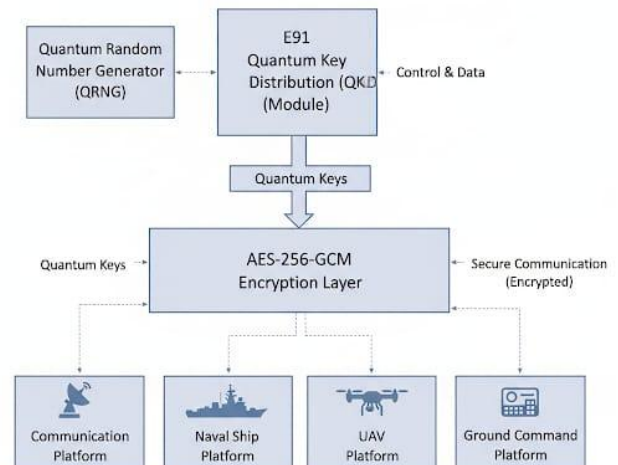 E91
Quantum Key
Distribution (QKD
(Module)
Quantum Random
Number Generator
(QRNG)
Control & Data
Quantum Keys
AES-256-GCM
Encryption Layer
Quantum Keys
Secure Communication
(Encrypted)
Communication
Platform
Naval Ship
Platform
UAV
Platform
Ground Command
Platform